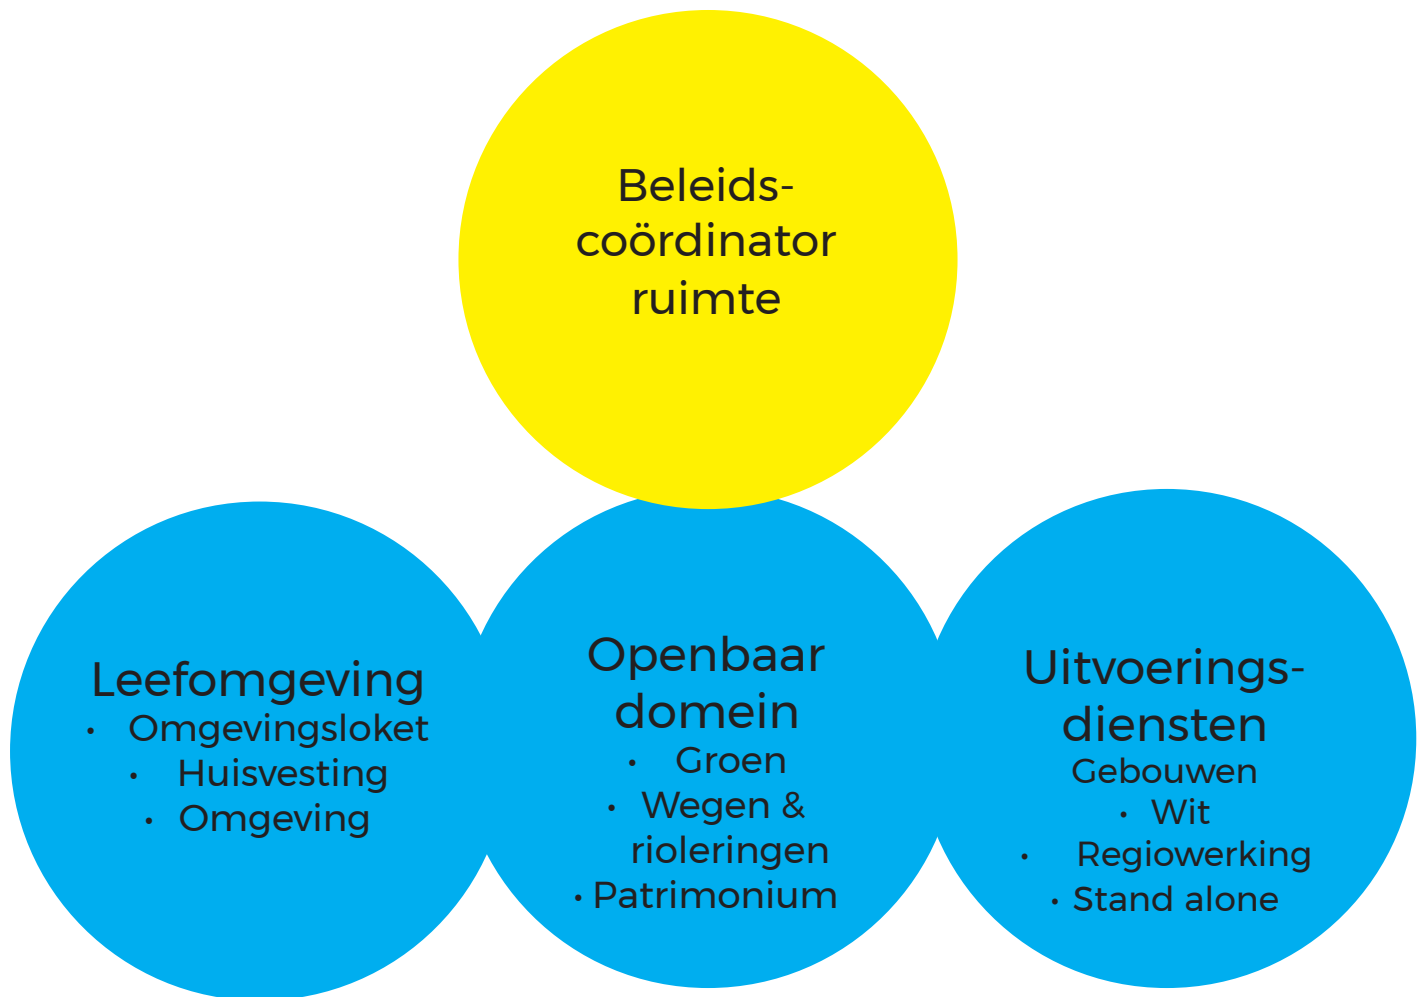 Beleids-
coördinator
ruimte
Leefomgeving
• Omgevingsloket
• Huisvesting
• Omgeving
Openbaar
domein
• Groen
• Wegen &
rioleringen
• Patrimonium
Uitvoerings-
diensten
Gebouwen
• Wit
• Regiowerking
• Stand alone